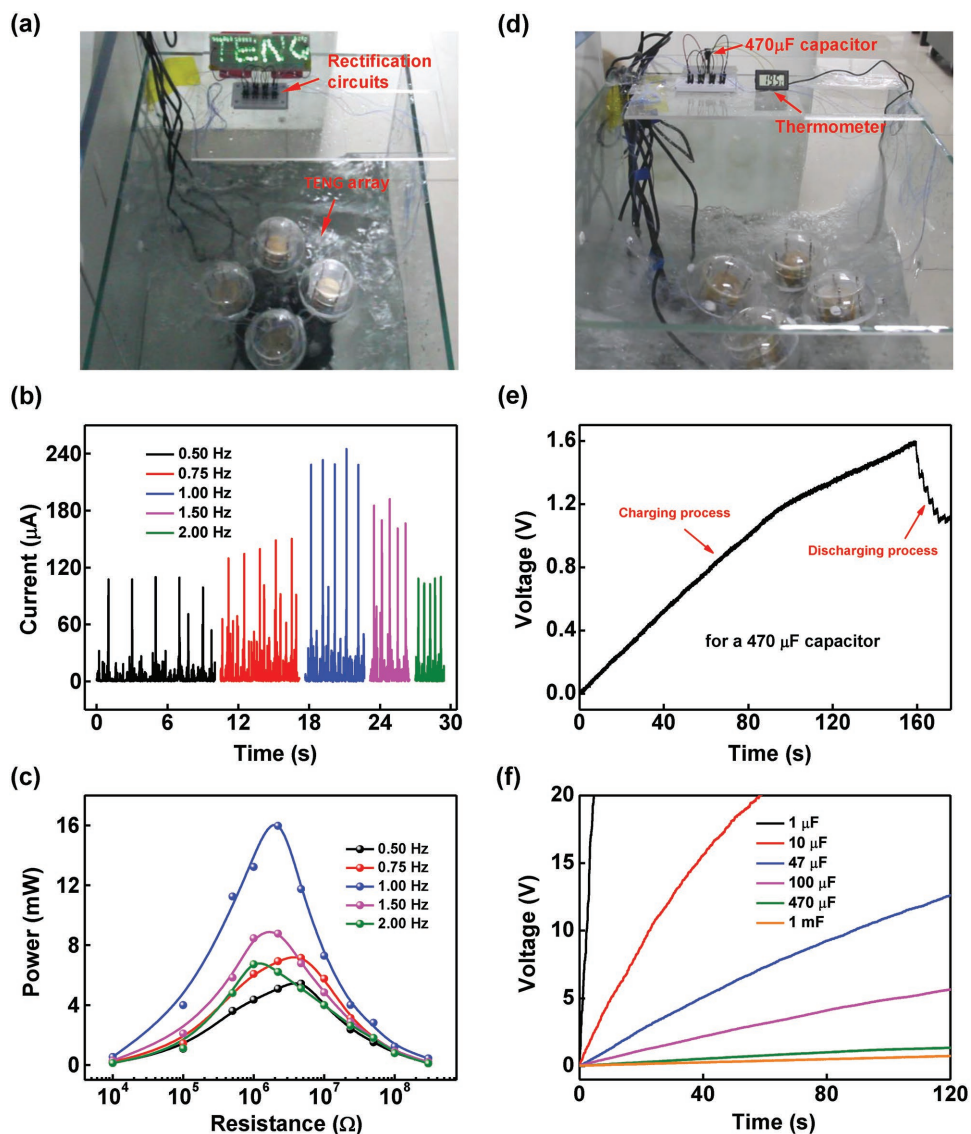 (a)
TENG
Rectification
circuits
TENG array
(d)
470μF capacitor
19.5
Thermometer
(b)
240
180
120
60
0
Current (μA)
0.50 Hz
0.75 Hz
1.00 Hz
1.50 Hz
2.00 Hz
0 6 12 18 24 30
Time (s)
(e)
1.6
1.2
0.8
0.4
0.0
Voltage (V)
Charging process
Discharging process
for a 470 μF capacitor
0 40 80 120 160
Time (s)
(c)
16
12
8
4
0
Power (mW)
0.50 Hz
0.75 Hz
1.00 Hz
1.50 Hz
2.00 Hz
10⁴ 10⁵ 10⁶ 10⁷ 10⁸
Resistance (Ω)
(f)
20
15
10
5
0
Voltage (V)
1 μF
10 μF
47 μF
100 μF
470 μF
1 mF
0 40 80 120
Time (s)